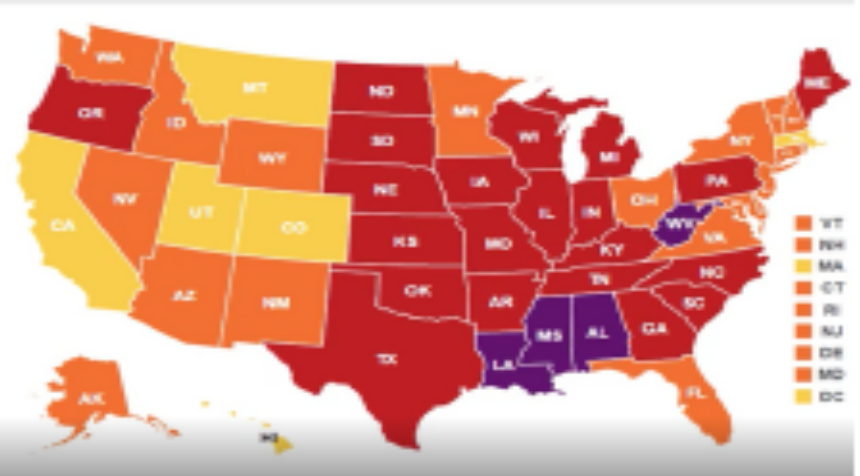 WA
MT
ND
MN
ME
OR
ID
SD
WI
MI
NY
WY
NE
IA
PA
NV
UT
CO
IL
IN
OH
WV
VA
CA
KS
MO
KY
AZ
NM
OK
AR
TN
NC
SC
TX
LA
MS
AL
GA
FL
AK
HI
VT
NH
MA
CT
RI
NJ
DE
MD
DC